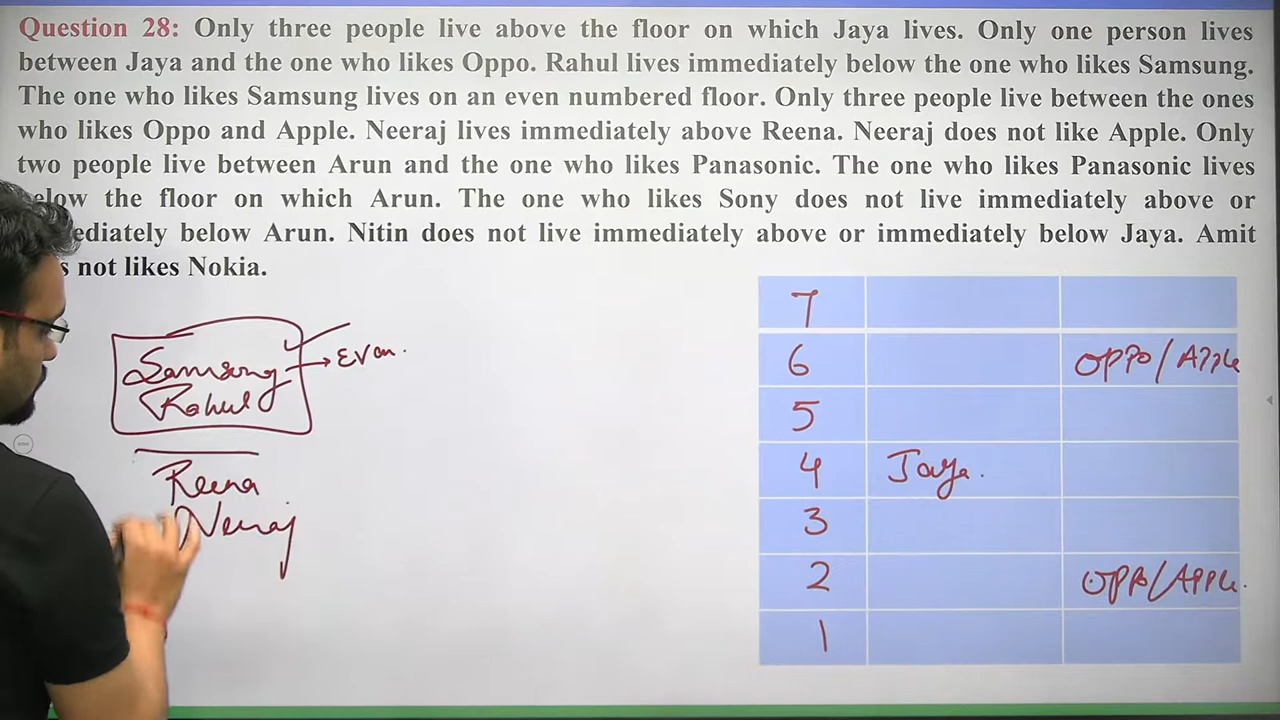 Question 28: Only three people live above the floor on which Jaya lives. Only one person lives
between Jaya and the one who likes Oppo. Rahul lives immediately below the one who likes Samsung.
The one who likes Samsung lives on an even numbered floor. Only three people live between the ones
who likes Oppo and Apple. Neeraj lives immediately above Reena. Neeraj does not like Apple. Only
two people live between Arun and the one who likes Panasonic. The one who likes Panasonic lives
the floor on which Arun. The one who likes Sony does not live immediately above or
below Arun. Nitin does not live immediately above or immediately below Jaya. Amit
not likes Nokia.
7
6 OPPO/Apple
5
4 Jaya.
3
2 OPPO/APPLe.
1
Samsung → Even.
Rahul
Reena
Neeraj